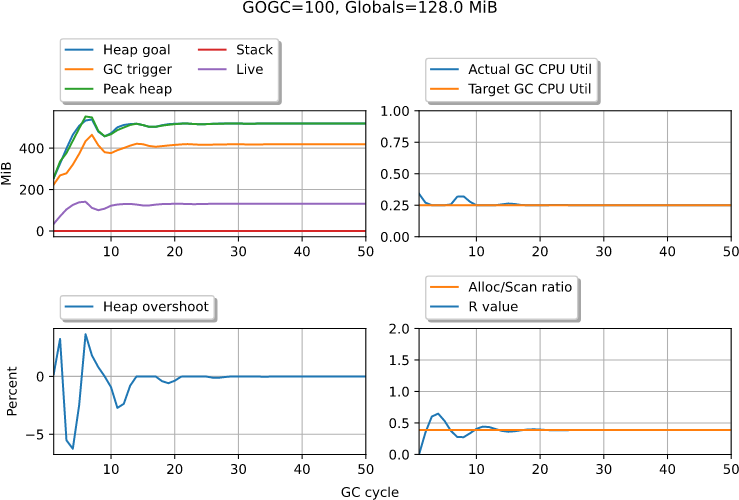 GOGC=100, Globals=128.0 MiB
Heap goal
GC trigger
Peak heap
Stack
Live
MiB
400
200
0
10 20 30 40 50
Actual GC CPU Util
Target GC CPU Util
1.00
0.75
0.50
0.25
0.00
10 20 30 40 50
Heap overshoot
Percent
0
−5
10 20 30 40 50
Alloc/Scan ratio
R value
2.0
1.5
1.0
0.5
0.0
10 20 30 40 50
GC cycle